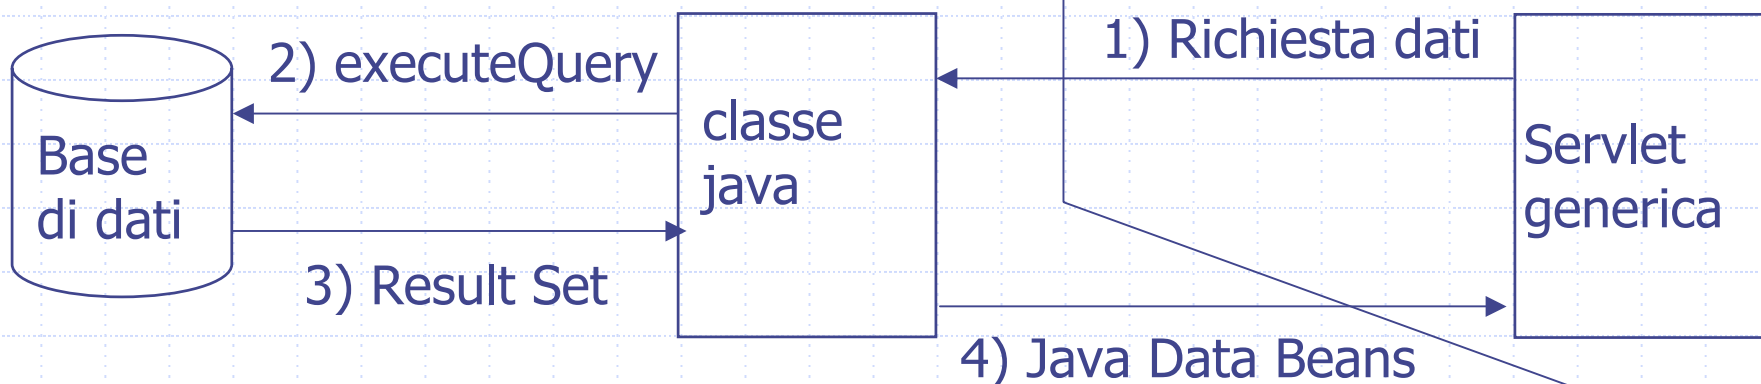 1) Richiesta dati
2) executeQuery
classe
java
Base
di dati
Servlet
generica
3) Result Set
4) Java Data Beans